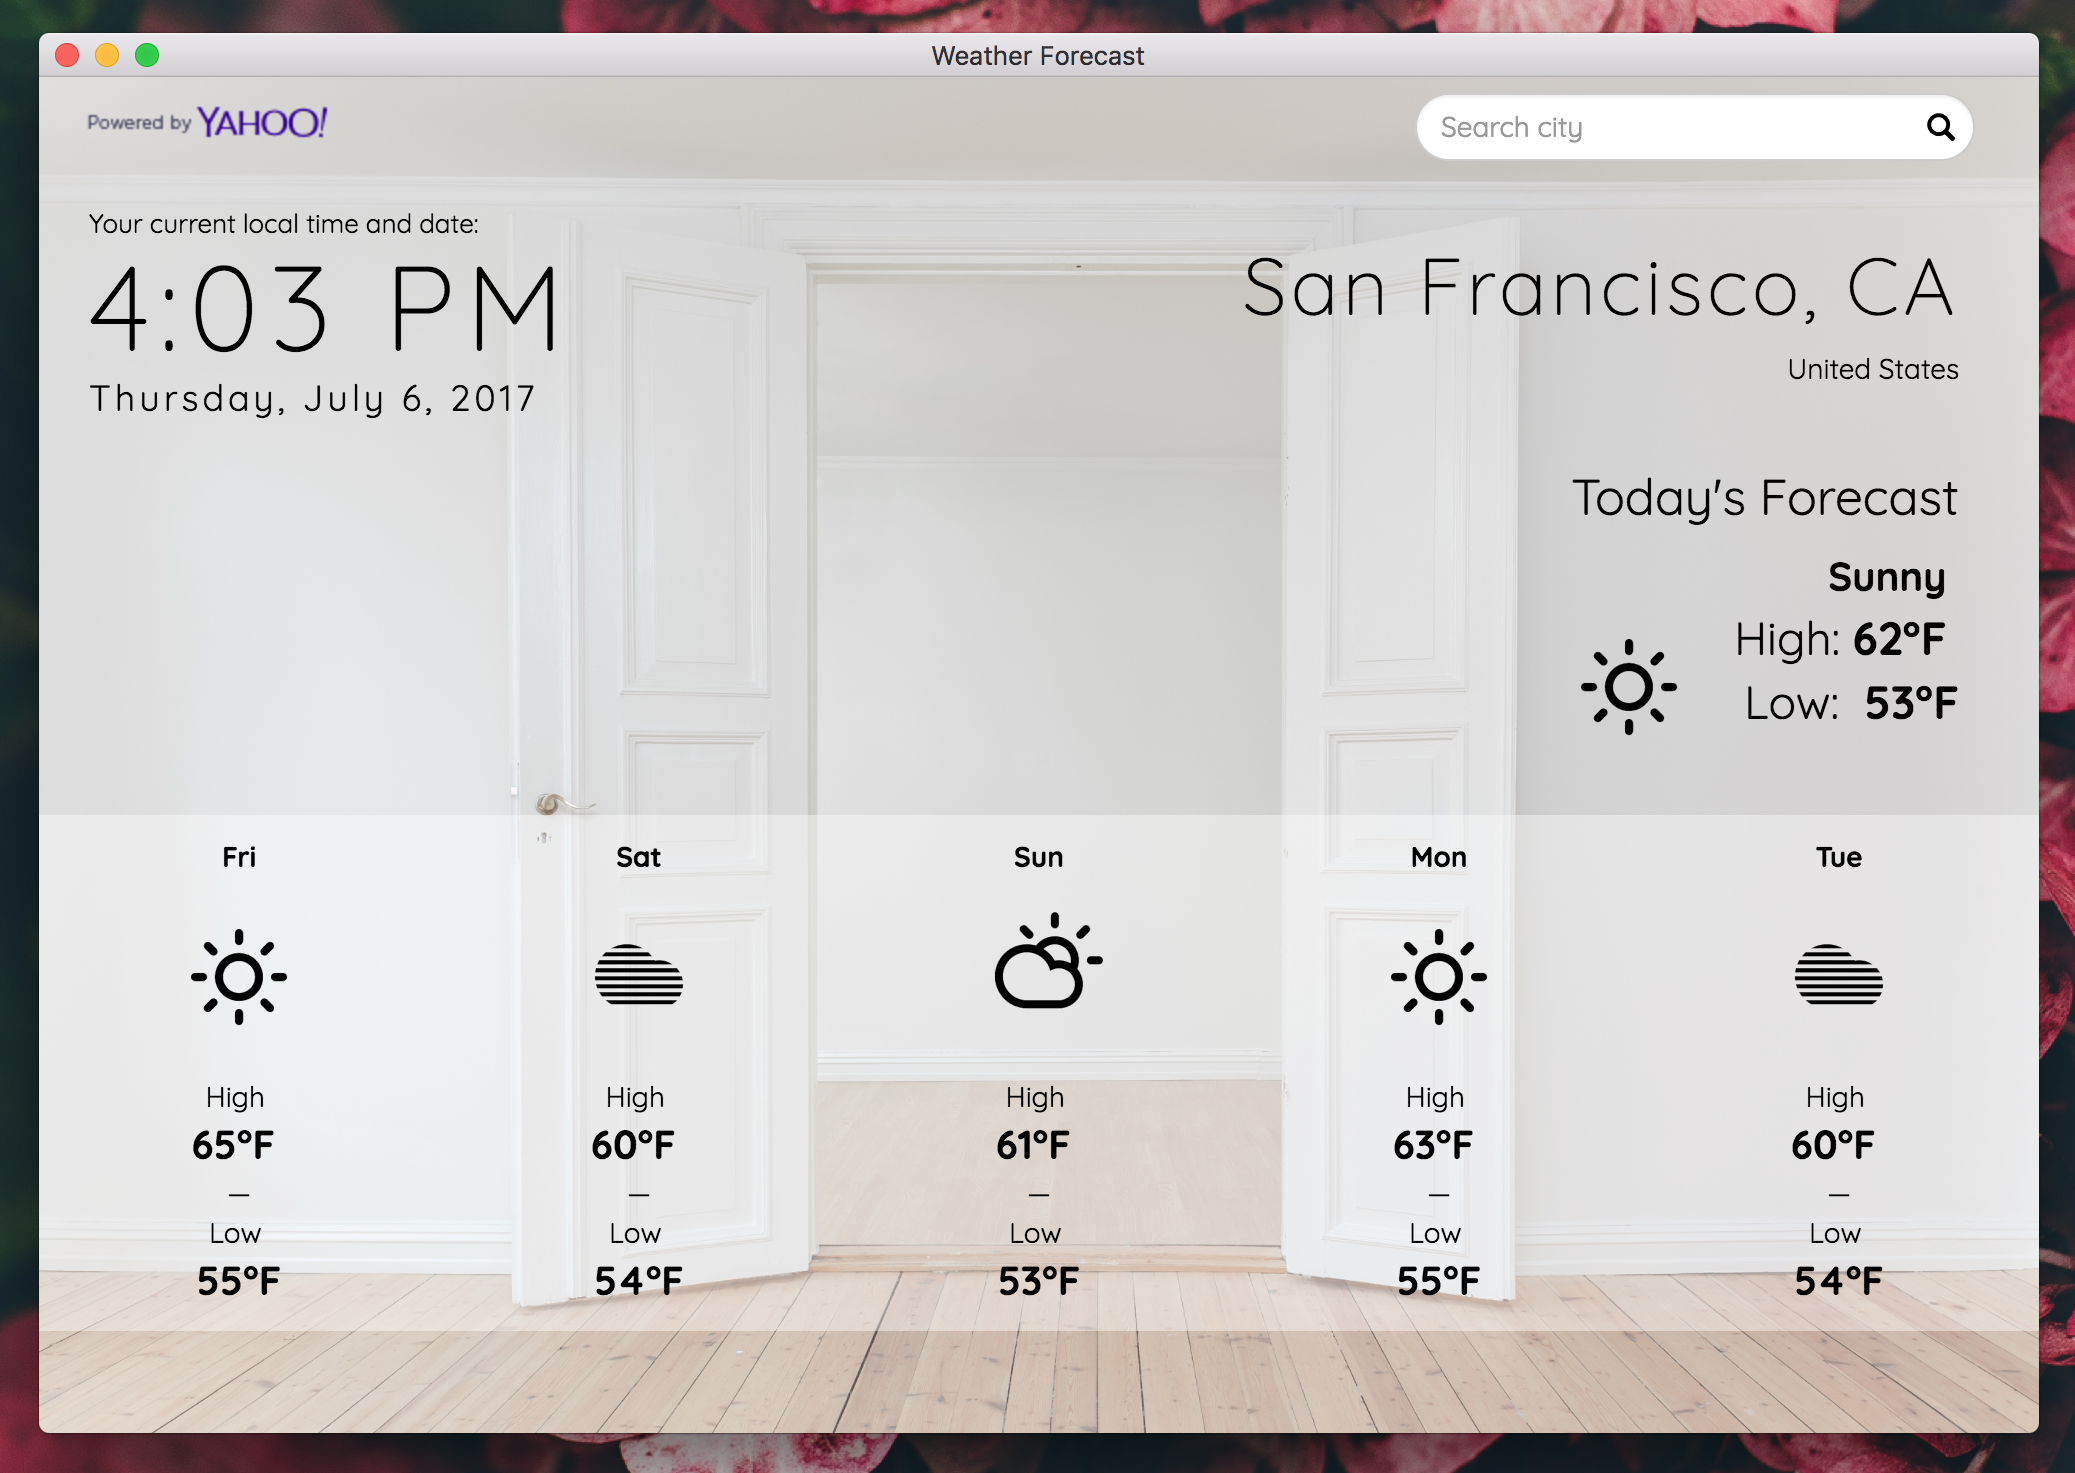 Weather Forecast
Powered by YAHOO!
Search city
Your current local time and date:
4:03 PM
Thursday, July 6, 2017
San Francisco, CA
United States
Today's Forecast
Sunny
High: 62°F
Low: 53°F
Fri
High
65°F
—
Low
55°F
Sat
High
60°F
—
Low
54°F
Sun
High
61°F
—
Low
53°F
Mon
High
63°F
—
Low
55°F
Tue
High
60°F
—
Low
54°F